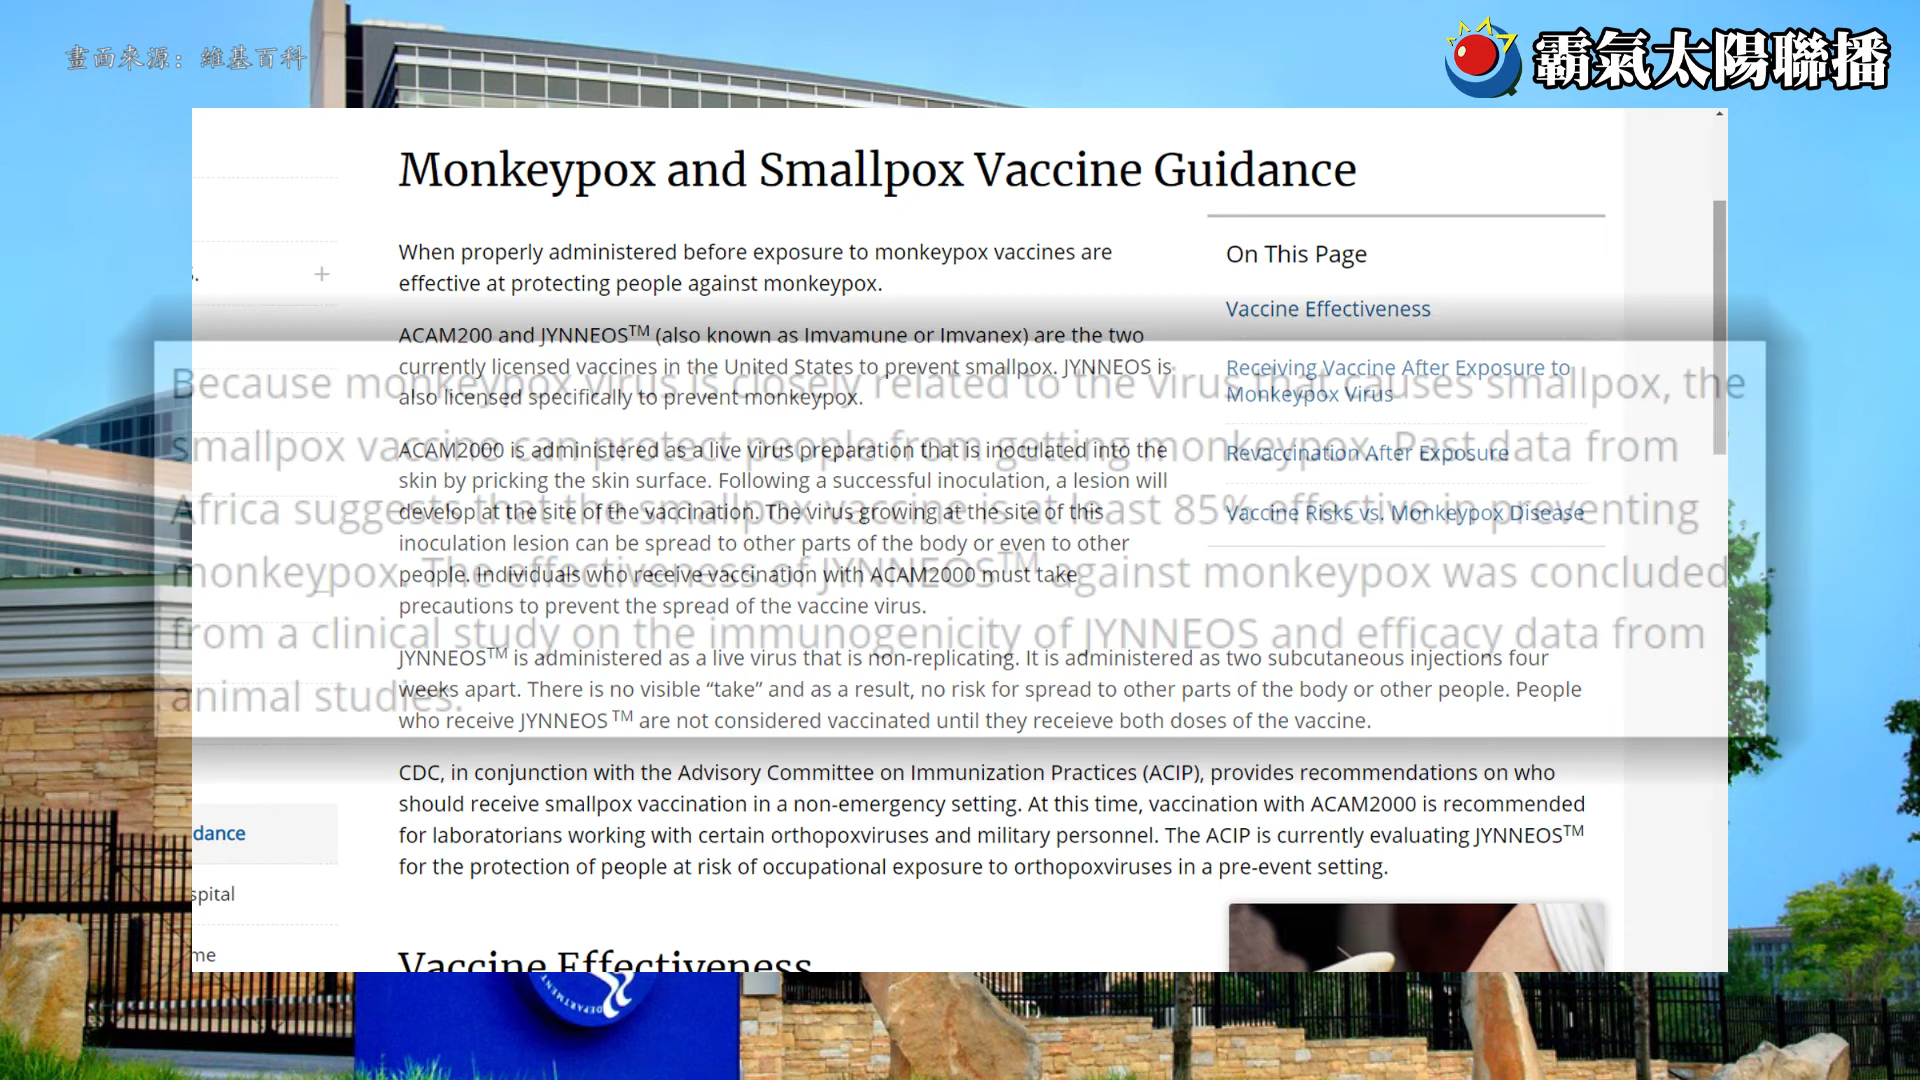 畫面來源：維基百科
霸氣太陽聯播
Monkeypox and Smallpox Vaccine Guidance
When properly administered before exposure to monkeypox vaccines are
effective at protecting people against monkeypox.
ACAM200 and JYNNEOS™ (also known as Imvamune or Imvanex) are the two
currently licensed vaccines in the United States to prevent smallpox. JYNNEOS is
also licensed specifically to prevent monkeypox.
ACAM2000 is administered as a live virus preparation that is inoculated into the
skin by pricking the skin surface. Following a successful inoculation, a lesion will
develop at the site of the vaccination. The virus growing at the site of this
inoculation lesion can be spread to other parts of the body or even to other
people. Individuals who receive vaccination with ACAM2000 must take
precautions to prevent the spread of the vaccine virus.
JYNNEOS™ is administered as a live virus that is non-replicating. It is administered as two subcutaneous injections four
weeks apart. There is no visible “take” and as a result, no risk for spread to other parts of the body or other people. People
who receive JYNNEOS ™ are not considered vaccinated until they receieve both doses of the vaccine.
CDC, in conjunction with the Advisory Committee on Immunization Practices (ACIP), provides recommendations on who
should receive smallpox vaccination in a non-emergency setting. At this time, vaccination with ACAM2000 is recommended
for laboratorians working with certain orthopoxviruses and military personnel. The ACIP is currently evaluating JYNNEOS™
for the protection of people at risk of occupational exposure to orthopoxviruses in a pre-event setting.
Vaccine Effectiveness
On This Page
Vaccine Effectiveness
Receiving Vaccine After Exposure to
Monkeypox Virus
Revaccination After Exposure
Vaccine Risks vs. Monkeypox Disease
Because monkeypox virus is closely related to the virus that causes smallpox, the
smallpox vaccine can protect people from getting monkeypox. Past data from
Africa suggests that the smallpox vaccine is at least 85% effective in preventing
monkeypox. The effectiveness of JYNNEOS™ against monkeypox was concluded
from a clinical study on the immunogenicity of JYNNEOS and efficacy data from
animal studies.
dance
spital
me
DEPARTMENT